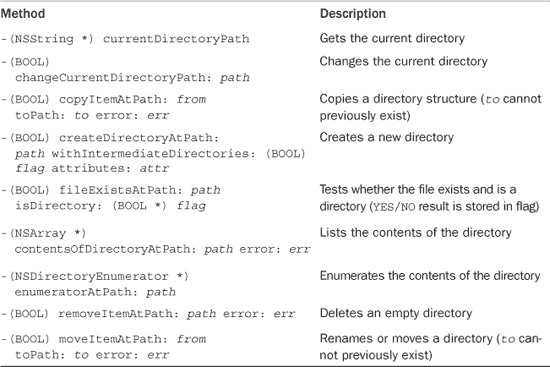 Method Description
-(NSString *) currentDirectoryPath Gets the current directory
-(BOOL) Changes the current directory
changeCurrentDirectoryPath: path
-(BOOL) copyItemAtPath: from Copies a directory structure (to cannot
toPath: to error: err previously exist)
-(BOOL) createDirectoryAtPath: Creates a new directory
path withIntermediateDirectories: (BOOL)
flag attributes: attr
-(BOOL) fileExistsAtPath: path Tests whether the file exists and is a
isDirectory: (BOOL *) flag directory (YES/NO result is stored in flag)
-(NSArray *) Lists the contents of the directory
contentsOfDirectoryAtPath: path error: err
-(NSDirectoryEnumerator *) Enumerates the contents of the directory
enumeratorAtPath: path
-(BOOL) removeItemAtPath: path error: err Deletes an empty directory
-(BOOL) moveItemAtPath: from Renames or moves a directory (to can-
toPath: to error: err not previously exist)